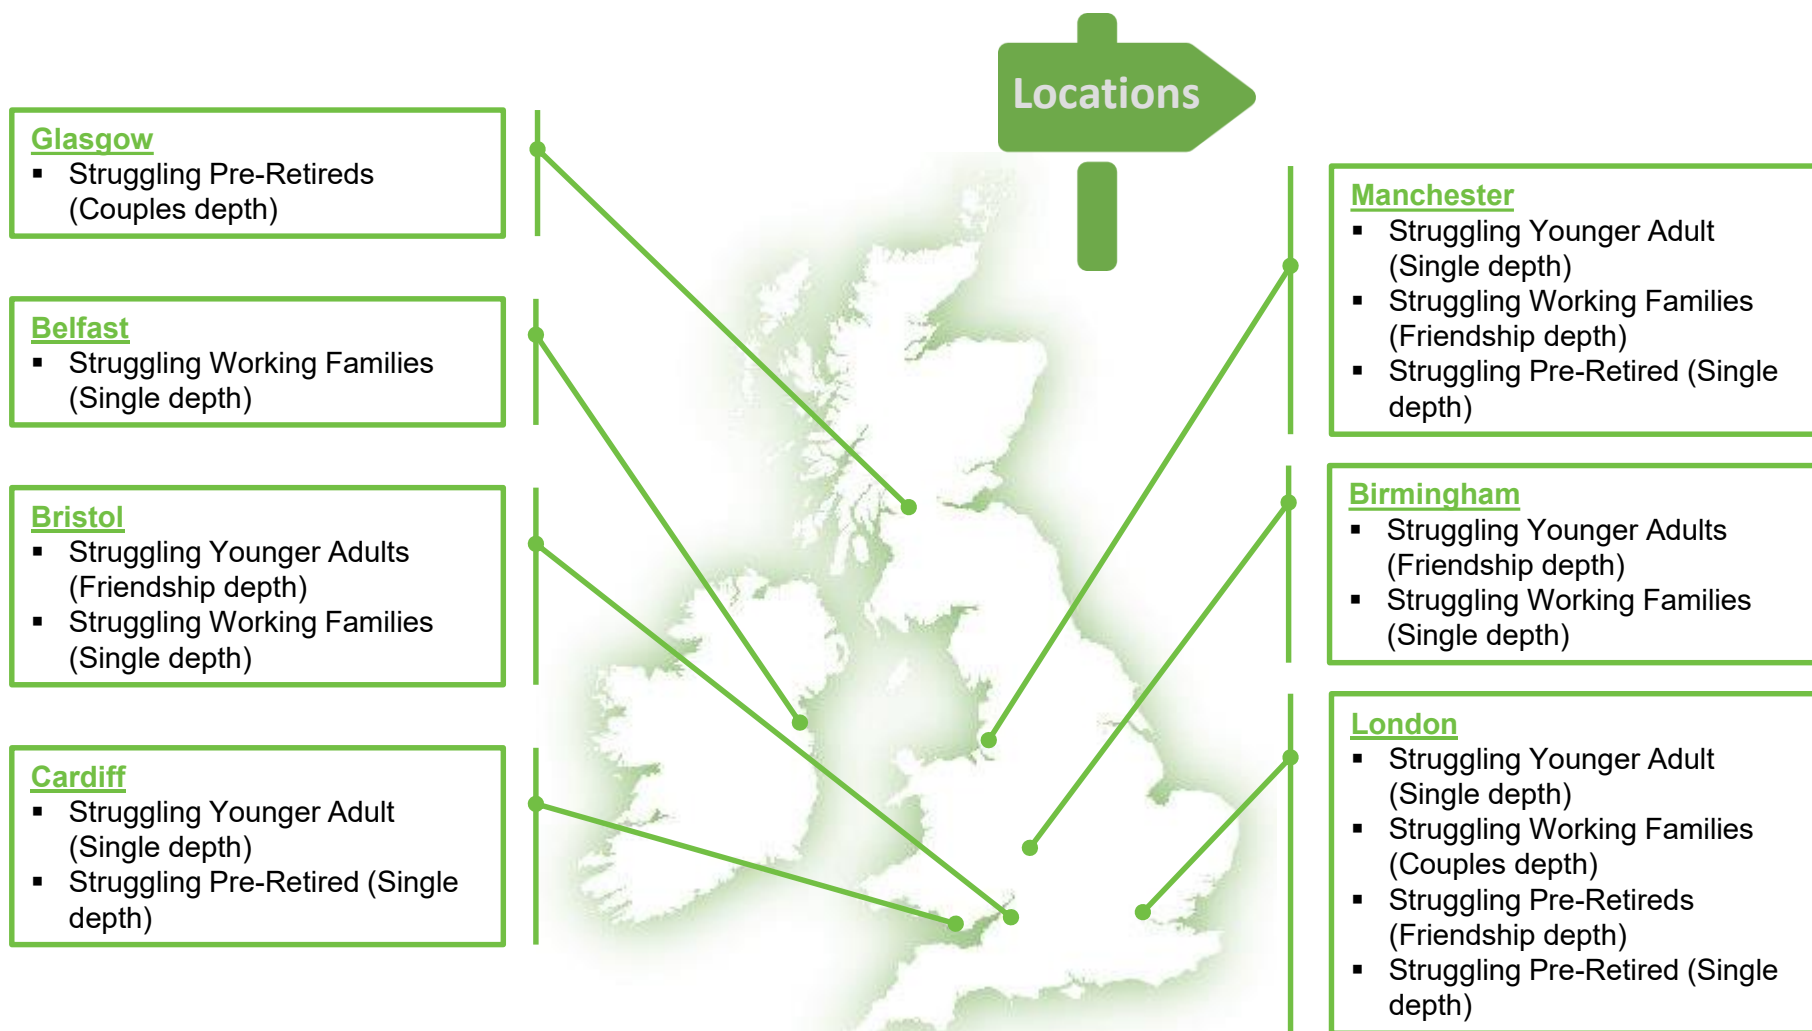 Locations
Glasgow
▪ Struggling Pre-Retireds
(Couples depth)
Belfast
▪ Struggling Working Families
(Single depth)
Bristol
▪ Struggling Younger Adults
(Friendship depth)
▪ Struggling Working Families
(Single depth)
Cardiff
▪ Struggling Younger Adult
(Single depth)
▪ Struggling Pre-Retired (Single
depth)
Manchester
▪ Struggling Younger Adult
(Single depth)
▪ Struggling Working Families
(Friendship depth)
▪ Struggling Pre-Retired (Single
depth)
Birmingham
▪ Struggling Younger Adults
(Friendship depth)
▪ Struggling Working Families
(Single depth)
London
▪ Struggling Younger Adult
(Single depth)
▪ Struggling Working Families
(Couples depth)
▪ Struggling Pre-Retireds
(Friendship depth)
▪ Struggling Pre-Retired (Single
depth)